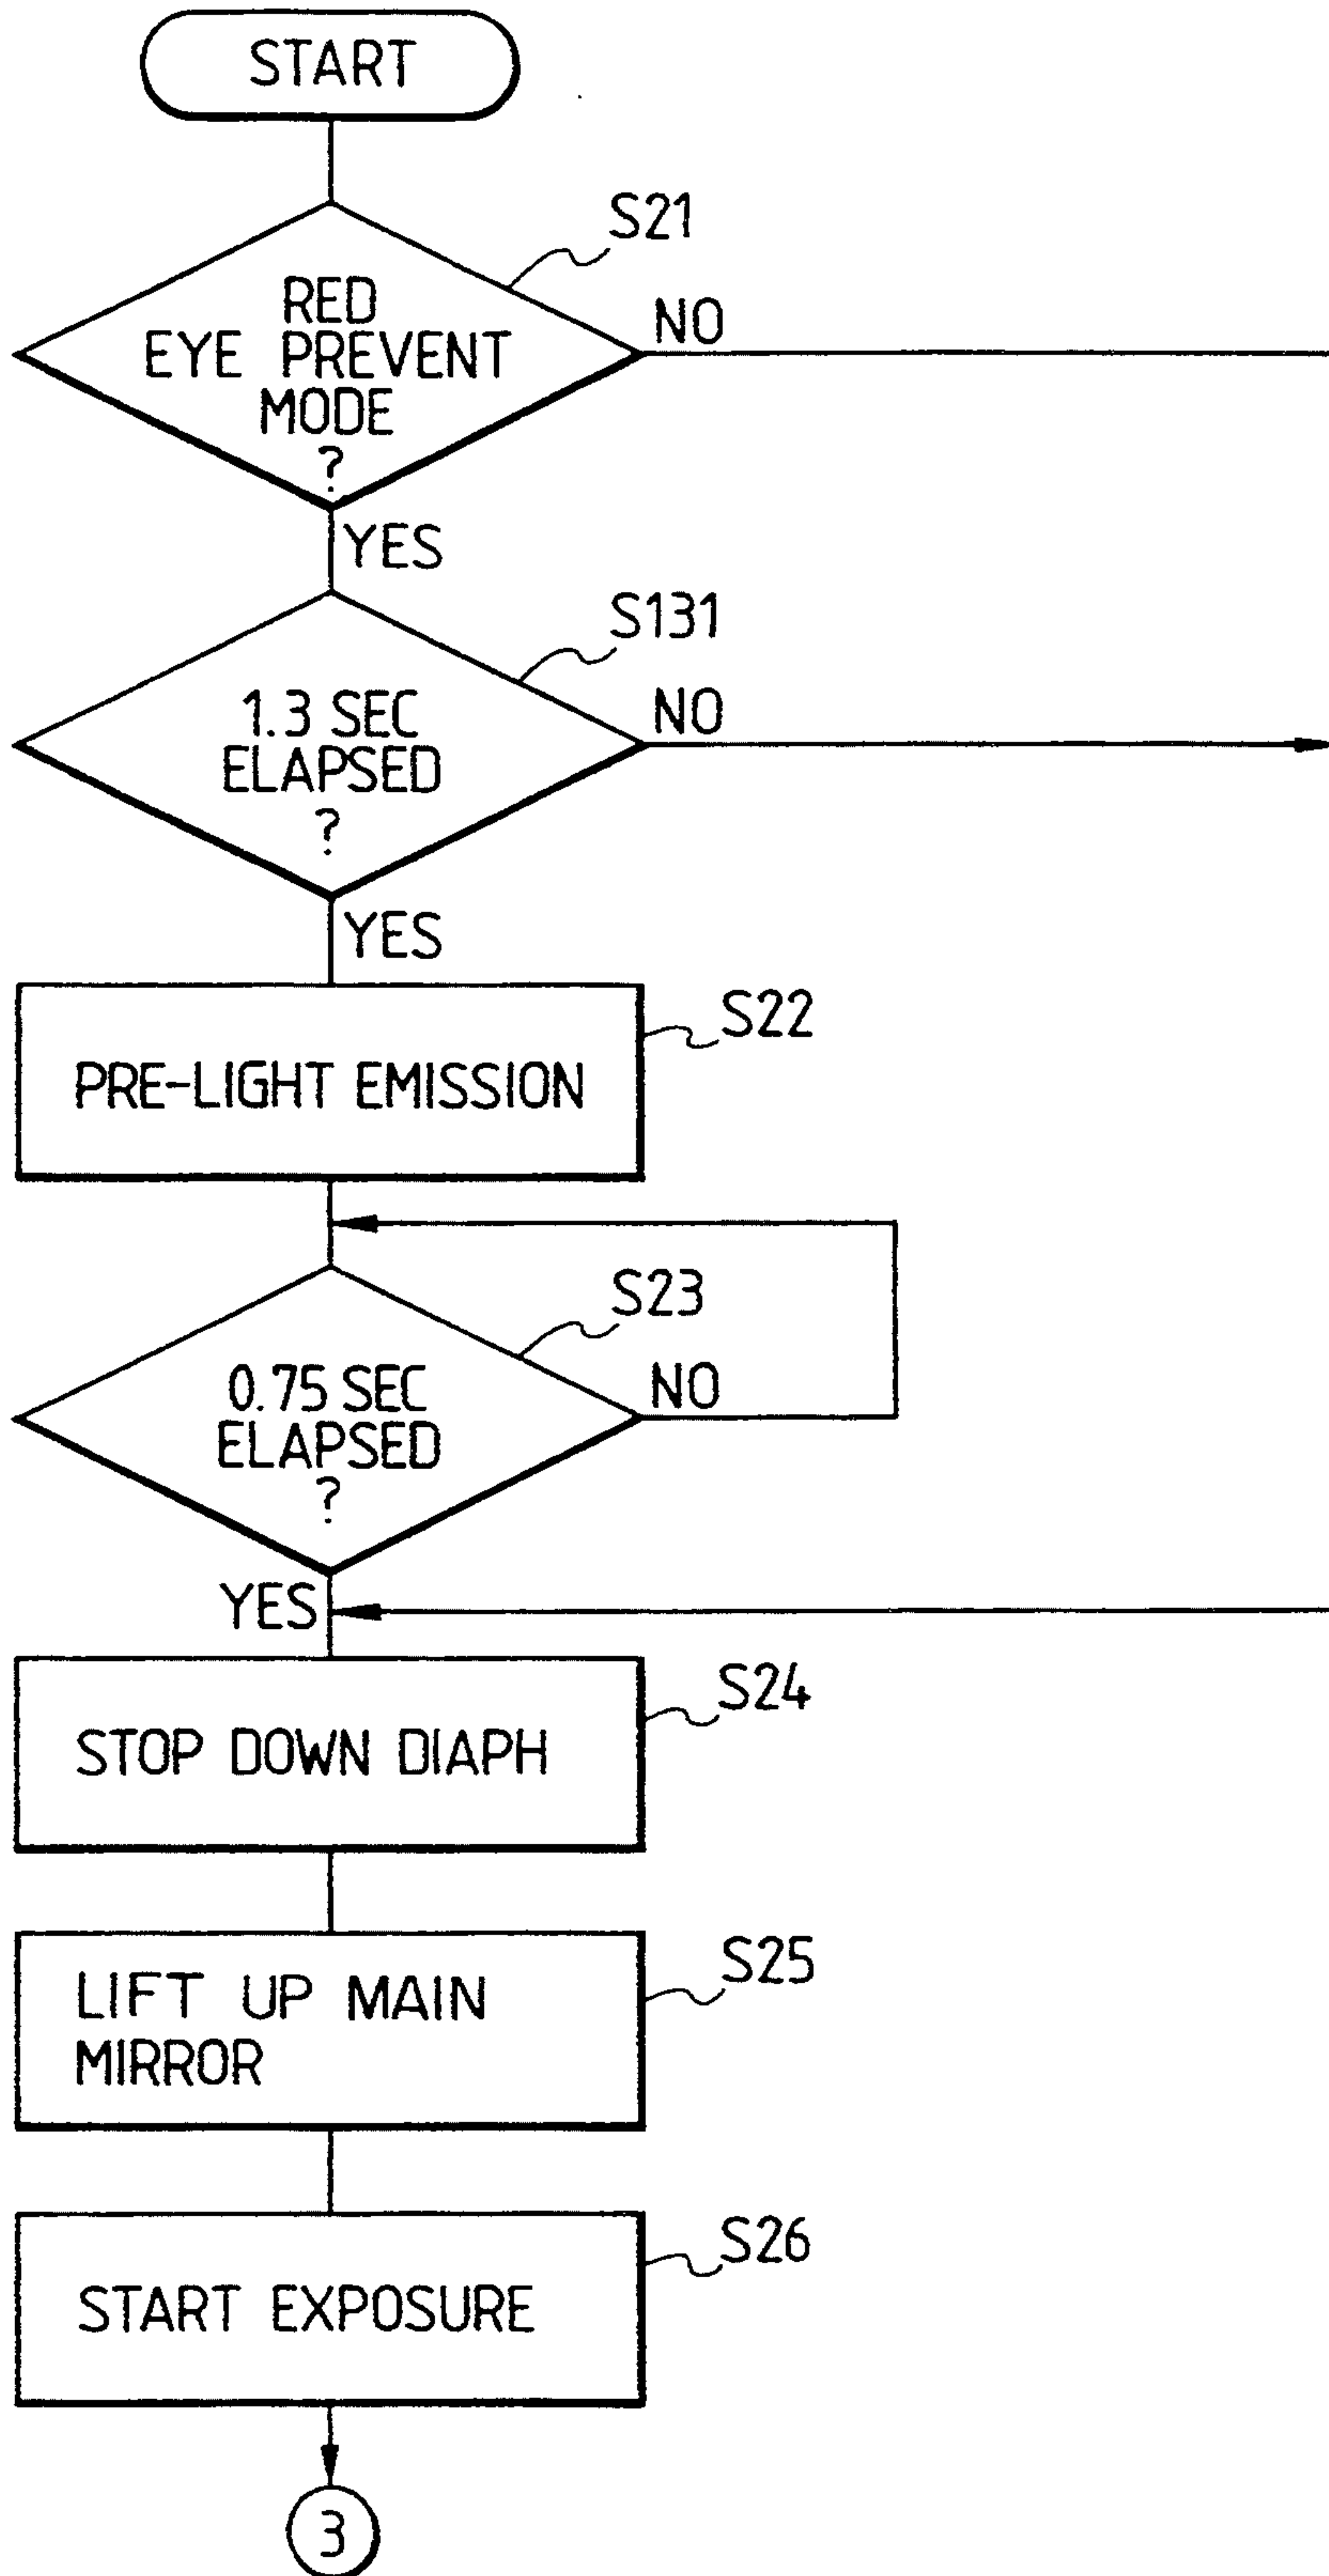 START
S21
RED
EYE PREVENT
MODE
?
NO
YES
S131
1.3 SEC
ELAPSED
?
NO
YES
S22
PRE-LIGHT EMISSION
S23
0.75 SEC
ELAPSED
?
NO
YES
S24
STOP DOWN DIAPH
S25
LIFT UP MAIN
MIRROR
S26
START EXPOSURE
3